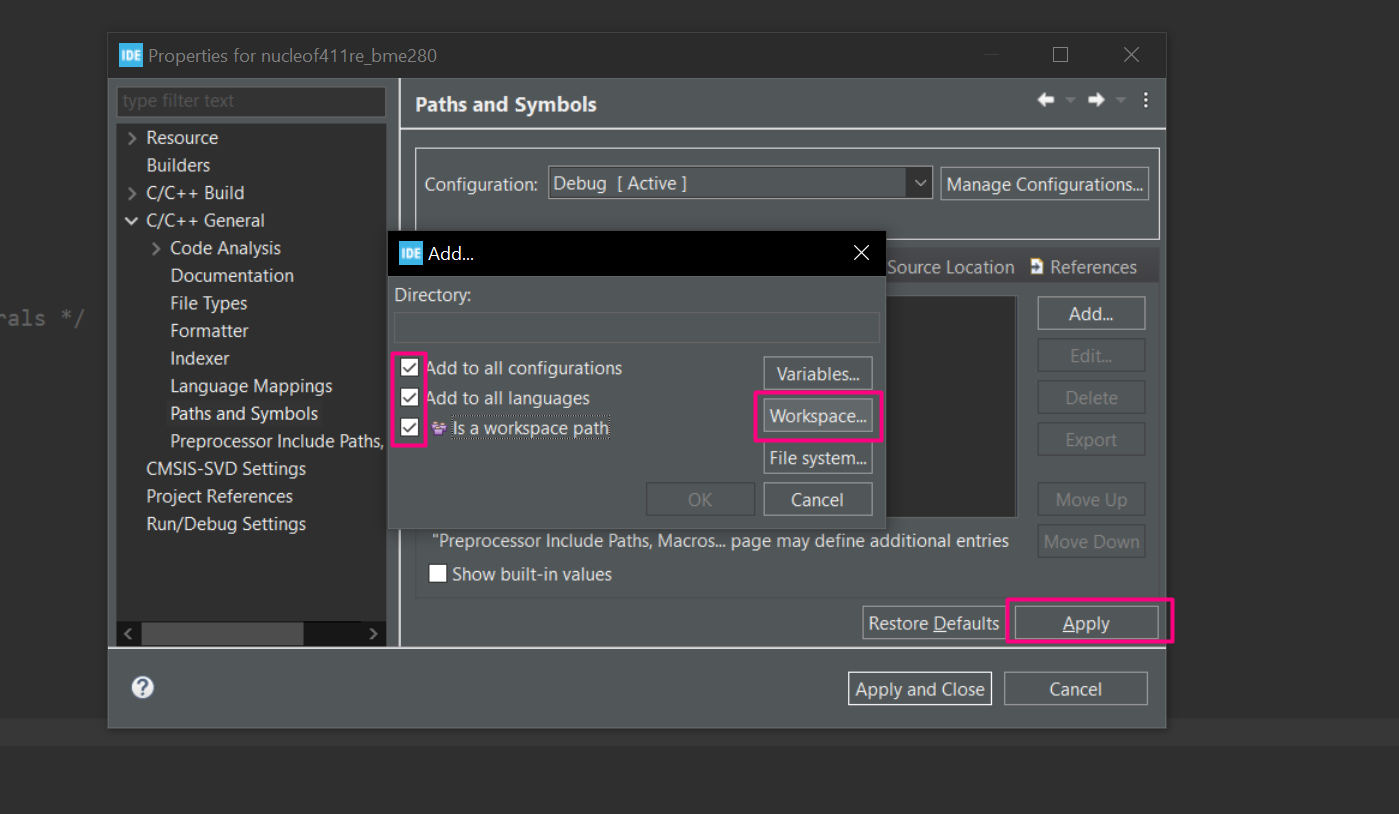 IDE Properties for nucleof411re_bme280
type filter text
Resource
Builders
C/C++ Build
C/C++ General
Code Analysis
Documentation
File Types
Formatter
Indexer
Language Mappings
Paths and Symbols
Preprocessor Include Paths,
CMSIS-SVD Settings
Project References
Run/Debug Settings
Paths and Symbols
Configuration:
Debug [ Active ]
Manage Configurations...
Source Location
References
rals */
IDE Add...
Directory:
Add to all configurations
Add to all languages
Is a workspace path
Variables...
Workspace...
File system...
OK
Cancel
Add...
Edit...
Delete
Export
Move Up
Move Down
"Preprocessor Include Paths, Macros... page may define additional entries
Show built-in values
Restore Defaults
Apply
?
Apply and Close
Cancel